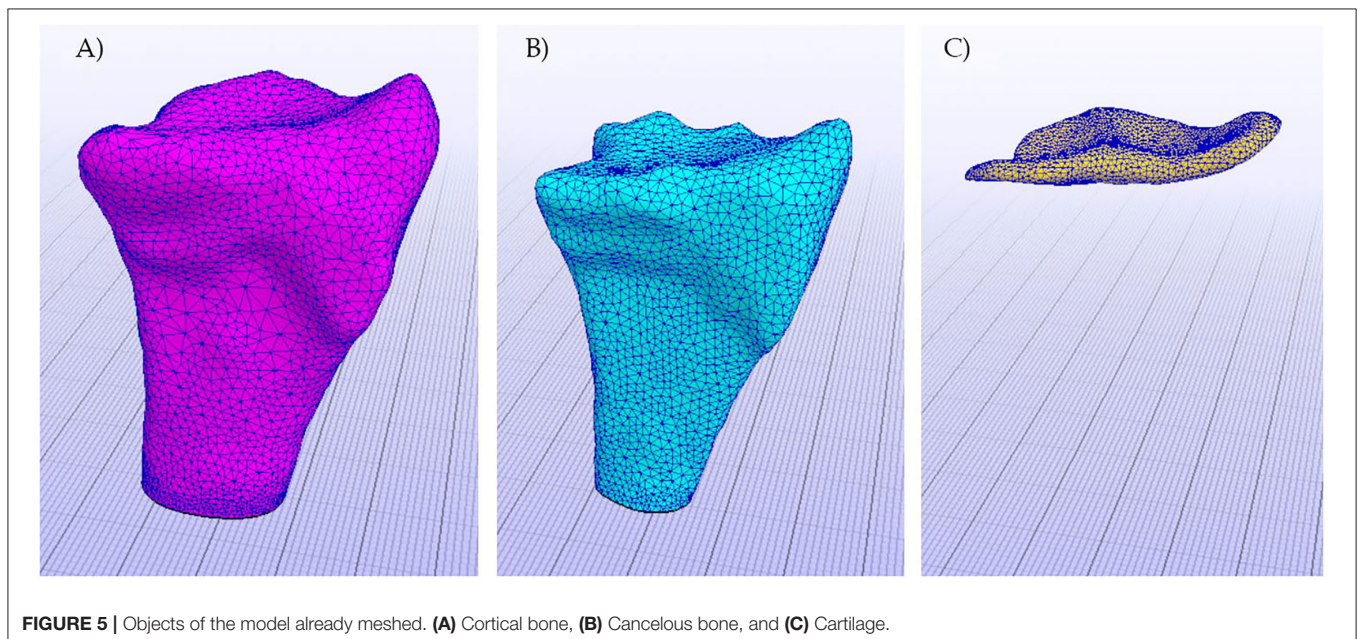 A)
B)
C)
FIGURE 5 | Objects of the model already meshed. (A) Cortical bone, (B) Cancelous bone, and (C) Cartilage.